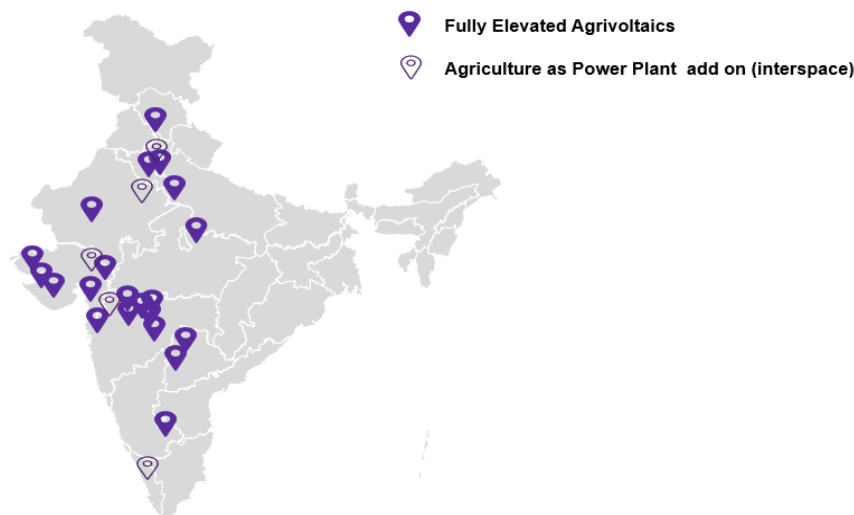 Fully Elevated Agrivoltaics
Agriculture as Power Plant  add on (interspace)